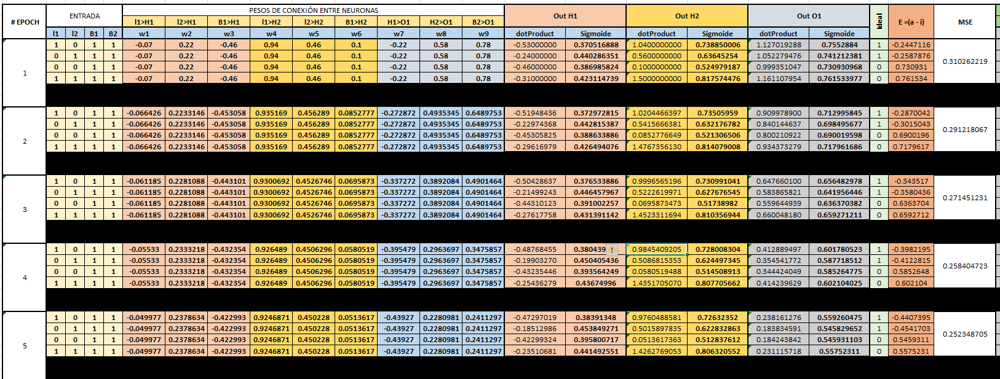 # EPOCH ENTRADA PESOS DE CONEXIÓN ENTRE NEURONAS Out H1 Out H2 Out O1 Ideal E =(a - i) MSE
I1>H1 I2>H1 B1>H1 I1>H2 I2>H2 B1>H2 H1>O1 H2>O1 B2>O1
I1 I2 B1 B2 w1 w2 w3 w4 w5 w6 w7 w8 w9 dotProduct Sigmoide dotProduct Sigmoide dotProduct Sigmoide
1 0 1 1 -0.07 0.22 -0.46 0.94 0.46 0.1 -0.22 0.58 0.78 -0.53000000 0.370516888 1.0400000000 0.738850006 1.127019288 0.7552884 1 -0.2447116
0 1 1 1 -0.07 0.22 -0.46 0.94 0.46 0.1 -0.22 0.58 0.78 -0.24000000 0.440286351 0.5600000000 0.63645254 1.052279476 0.741212381 1 -0.2587876
0 0 1 1 -0.07 0.22 -0.46 0.94 0.46 0.1 -0.22 0.58 0.78 -0.46000000 0.386985824 0.1000000000 0.524979187 0.999351047 0.730930968 0 0.730931
1 1 1 1 -0.07 0.22 -0.46 0.94 0.46 0.1 -0.22 0.58 0.78 -0.31000000 0.423114739 1.5000000000 0.817574476 1.161107954 0.761533977 0 0.761534
1 0.310262219
1 0 1 1 -0.066426 0.2233146 -0.453058 0.935169 0.456289 0.0852777 -0.272872 0.4935345 0.6489753 -0.51948436 0.372972815 1.0204466397 0.73505959 0.909978900 0.712995845 1 -0.2870042
0 1 1 1 -0.066426 0.2233146 -0.453058 0.935169 0.456289 0.0852777 -0.272872 0.4935345 0.6489753 -0.22974368 0.442815387 0.5415666381 0.632176782 0.840144637 0.698495677 1 -0.3015043
0 0 1 1 -0.066426 0.2233146 -0.453058 0.935169 0.456289 0.0852777 -0.272872 0.4935345 0.6489753 -0.45305825 0.388633886 0.0852776649 0.521306506 0.800210922 0.690019598 0 0.6900196
1 1 1 1 -0.066426 0.2233146 -0.453058 0.935169 0.456289 0.0852777 -0.272872 0.4935345 0.6489753 -0.29616979 0.426494076 1.4767356130 0.814079008 0.934373279 0.717961686 0 0.7179617
2 0.291218067
1 0 1 1 -0.061185 0.2281088 -0.443101 0.9300692 0.4526746 0.0695873 -0.337272 0.3892084 0.4901464 -0.50428637 0.376533886 0.9996565196 0.730991041 0.647660100 0.656482978 1 -0.343517
0 1 1 1 -0.061185 0.2281088 -0.443101 0.9300692 0.4526746 0.0695873 -0.337272 0.3892084 0.4901464 -0.21499243 0.446457967 0.5222619971 0.627676545 0.583865821 0.641956446 1 -0.3580436
0 0 1 1 -0.061185 0.2281088 -0.443101 0.9300692 0.4526746 0.0695873 -0.337272 0.3892084 0.4901464 -0.44310123 0.391002257 0.0695873473 0.51738982 0.559644939 0.636370382 0 0.6363704
1 1 1 1 -0.061185 0.2281088 -0.443101 0.9300692 0.4526746 0.0695873 -0.337272 0.3892084 0.4901464 -0.27617758 0.431391142 1.4523311694 0.810356944 0.660048180 0.659271211 0 0.6592712
3 0.271451231
1 0 1 1 -0.05533 0.2333218 -0.432354 0.926489 0.4506296 0.0580519 -0.395479 0.2963697 0.3475857 -0.48768455 0.380439 ! 0.9845409205 0.728008304 0.412889497 0.601780523 1 -0.3982195
0 1 1 1 -0.05533 0.2333218 -0.432354 0.926489 0.4506296 0.0580519 -0.395479 0.2963697 0.3475857 -0.19903270 0.450405436 0.5086815353 0.624497345 0.354541772 0.587718512 1 -0.4122815
0 0 1 1 -0.05533 0.2333218 -0.432354 0.926489 0.4506296 0.0580519 -0.395479 0.2963697 0.3475857 -0.43235446 0.393564249 0.0580519488 0.514508913 0.344424049 0.585264775 0 0.5852648
1 1 1 1 -0.05533 0.2333218 -0.432354 0.926489 0.4506296 0.0580519 -0.395479 0.2963697 0.3475857 -0.25436279 0.43674996 1.4351705070 0.807705662 0.414239629 0.602104025 0 0.602104
4 0.258404723
1 0 1 1 -0.049977 0.2378634 -0.422993 0.9246871 0.450228 0.0513617 -0.43927 0.2280981 0.2411297 -0.47297019 0.38391348 0.9760488581 0.72632352 0.238161276 0.559260475 1 -0.4407395
0 1 1 1 -0.049977 0.2378634 -0.422993 0.9246871 0.450228 0.0513617 -0.43927 0.2280981 0.2411297 -0.18512986 0.453849271 0.5015897835 0.622832863 0.183834591 0.545829652 1 -0.4541703
0 0 1 1 -0.049977 0.2378634 -0.422993 0.9246871 0.450228 0.0513617 -0.43927 0.2280981 0.2411297 -0.42299324 0.395800717 0.0513617363 0.512837612 0.184243842 0.545931103 0 0.5459311
1 1 1 1 -0.049977 0.2378634 -0.422993 0.9246871 0.450228 0.0513617 -0.43927 0.2280981 0.2411297 -0.23510681 0.441492551 1.4262769053 0.806320552 0.231115718 0.55752311 0 0.5575231
5 0.252348705